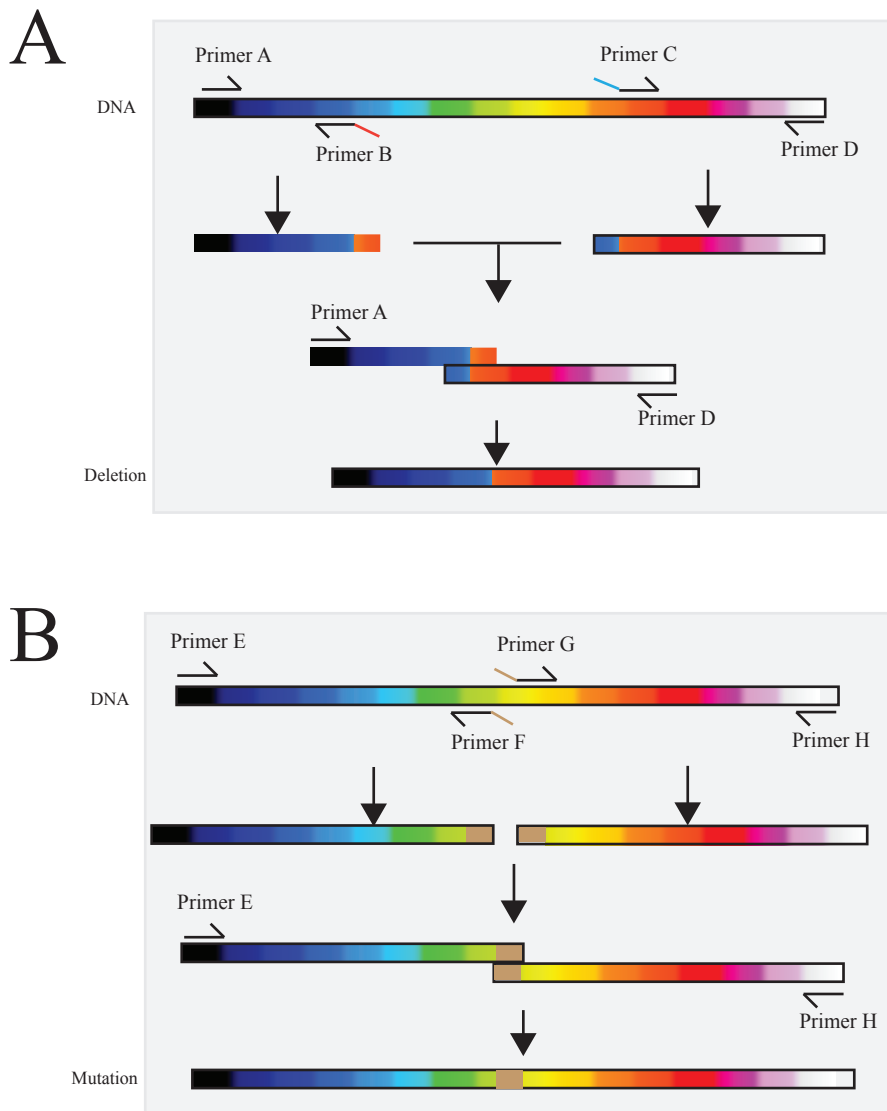 A
Primer A
Primer C
DNA
Primer B
Primer D
Primer A
Primer D
Deletion
B
Primer E
Primer G
DNA
Primer F
Primer H
Primer E
Primer H
Mutation